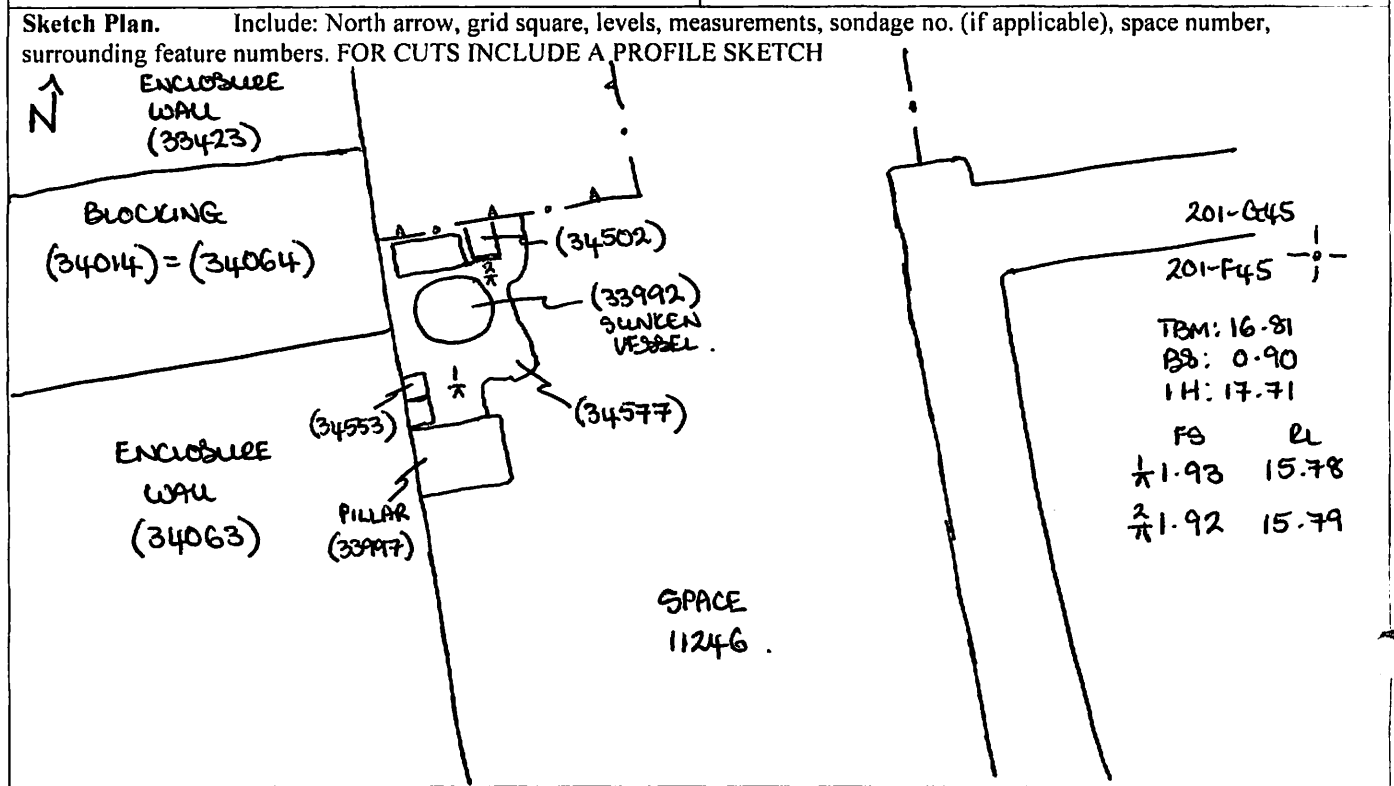 Sketch Plan. Include: North arrow, grid square, levels, measurements, sondage no. (if applicable), space number,
surrounding feature numbers. FOR CUTS INCLUDE A PROFILE SKETCH
N
ENCLOSURE
WALL
(33423)
BLOCKING
(34014) = (34064)
(34502)
2
(33992)
SUNKEN
VESSEL.
1
(34553)
(34577)
ENCLOSURE
WALL
(34063)
PILLAR
(33997)
SPACE
11246.
201-G45
201-F45
TBM: 16.81
BS: 0.90
IH: 17.71
FS RL
1 1.93 15.78
2 1.92 15.79